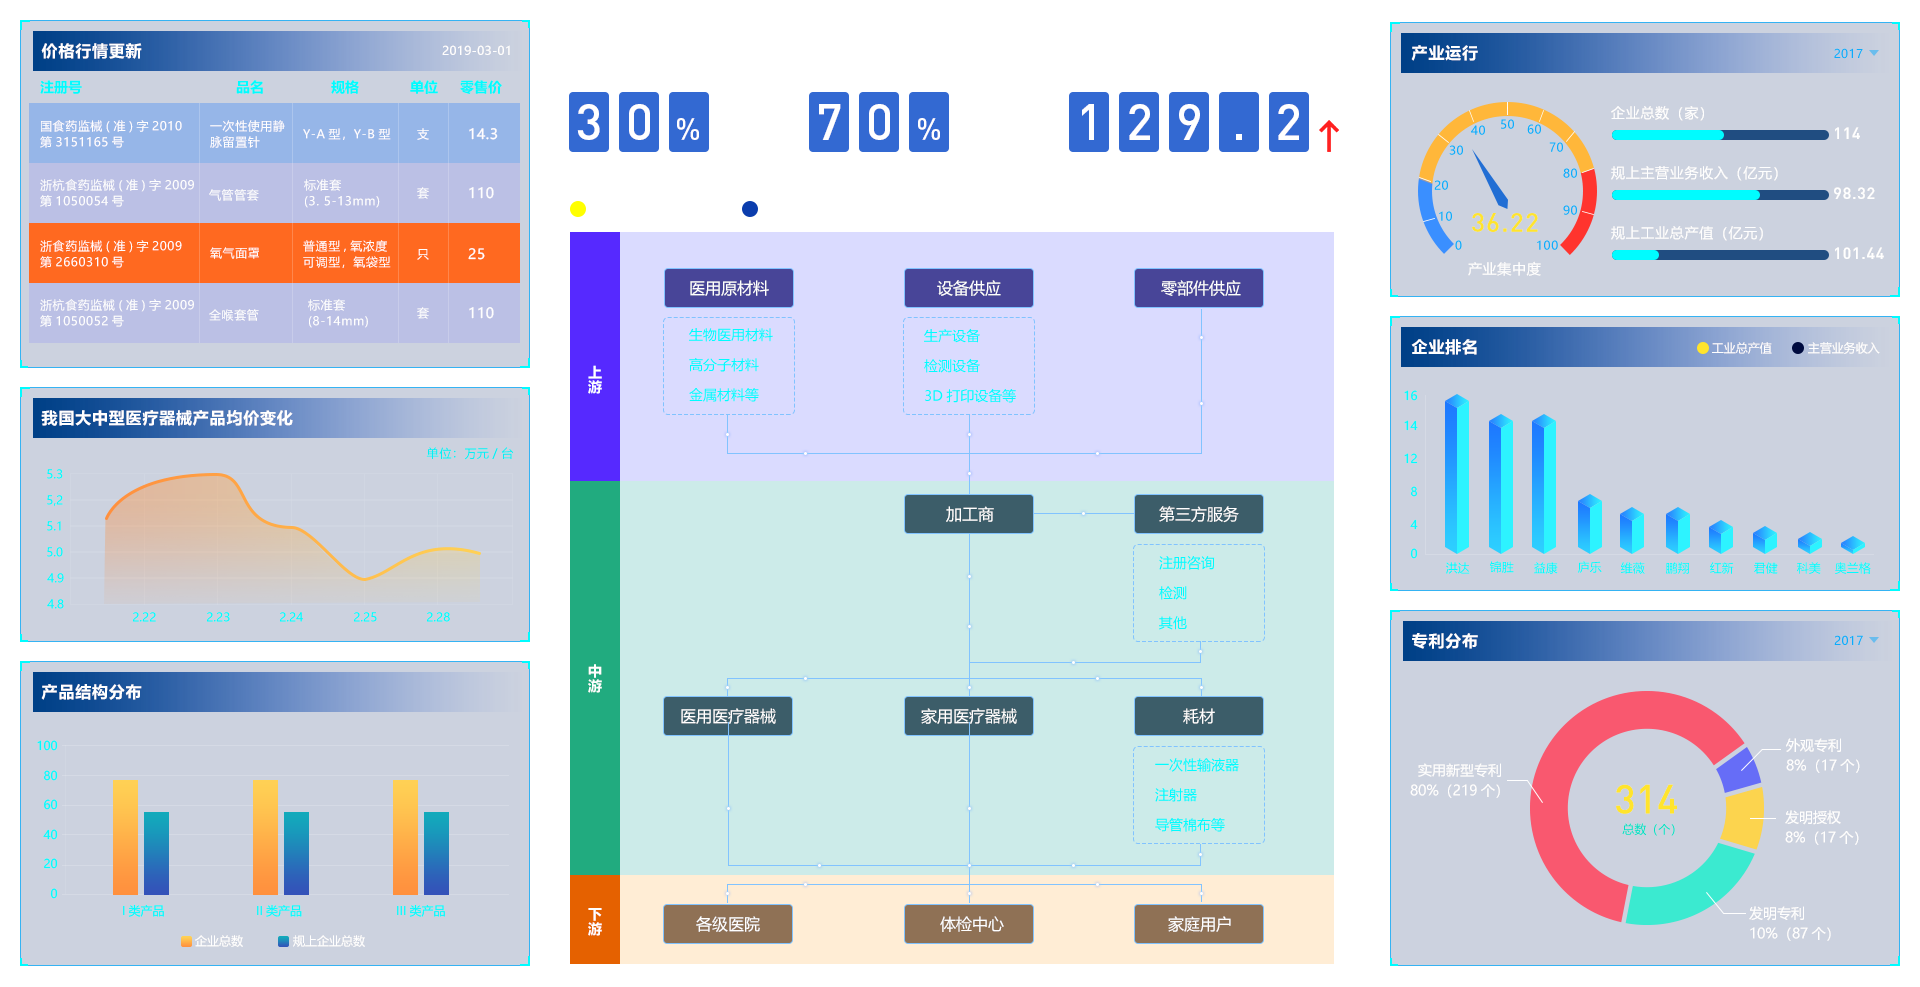 价格行情更新
2019-03-01
注册号 品名 规格 单位 零售价
国食药监械 ( 准 ) 字 2010
第 3151165 号
一次性使用静
脉留置针
Y-A 型，Y-B 型
支
14.3
浙杭食药监械 ( 准 ) 字 2009
第 1050054 号
气管管套
标准套
(3. 5-13mm)
套
110
浙食药监械 ( 准 ) 字 2009
第 2660310 号
氧气面罩
普通型 , 氧浓度
可调型，氧袋型
只
25
浙杭食药监械 ( 准 ) 字 2009
第 1050052 号
全喉套管
标准套
(8-14mm)
套
110
我国大中型医疗器械产品均价变化
单位：万元 / 台
5.3
5.2
5.1
5.0
4.9
4.8
2.22 2.23 2.24 2.25 2.28
产品结构分布
100
80
60
40
20
0
I 类产品 II 类产品 III 类产品
企业总数 规上企业总数
30%
70%
129.2
上游
医用原材料 设备供应 零部件供应
生物医用材料
高分子材料
金属材料等
生产设备
检测设备
3D 打印设备等
中游
加工商 第三方服务
注册咨询
检测
其他
医用医疗器械 家用医疗器械 耗材
一次性输液器
注射器
导管棉布等
下游
各级医院 体检中心 家庭用户
产业运行
2017
0 10 20 30 40 50 60 70 80 90 100
36.22
产业集中度
企业总数（家）
114
规上主营业务收入（亿元）
98.32
规上工业总产值（亿元）
101.44
企业排名
工业总产值 主营业务收入
16
14
12
8
4
0
洪达 锦胜 益康 庐乐 维薇 鹏翔 红新 君健 科美 奥兰格
专利分布
2017
实用新型专利
80%（219 个）
外观专利
8%（17 个）
发明授权
8%（17 个）
发明专利
10%（87 个）
314
总数（个）